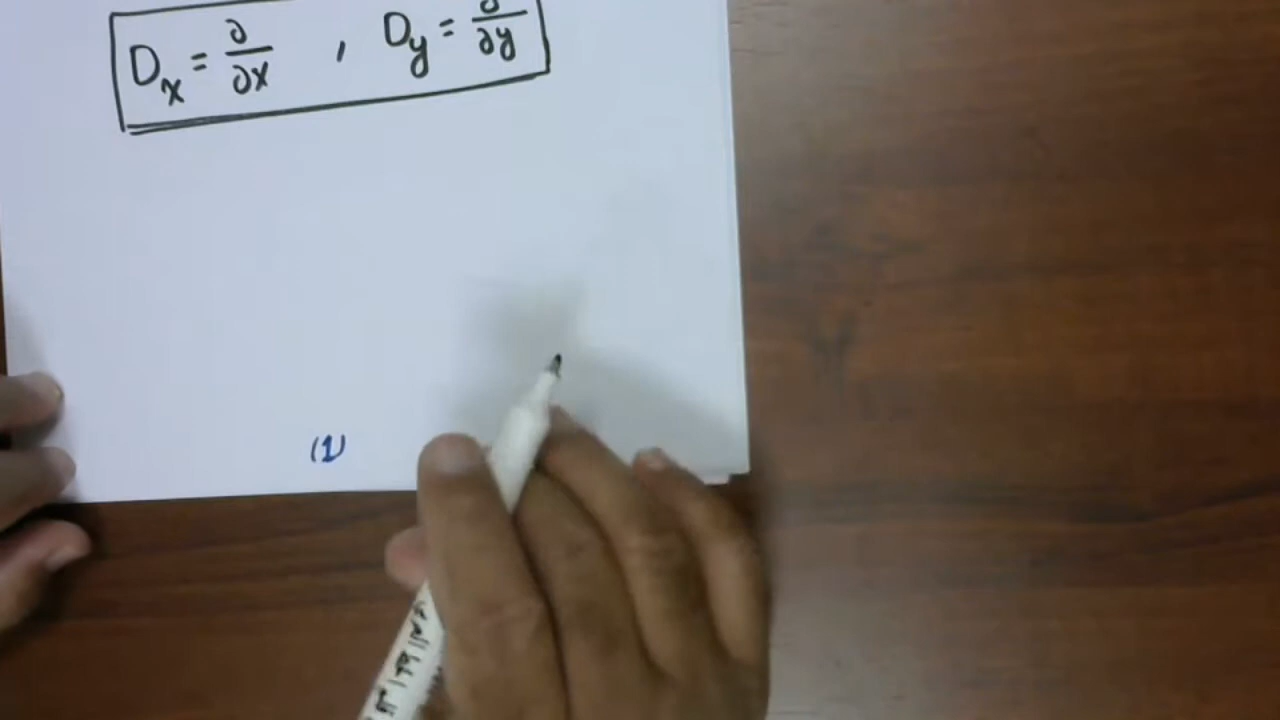 Dx = ∂/∂x , Dy = ∂/∂y
(1)